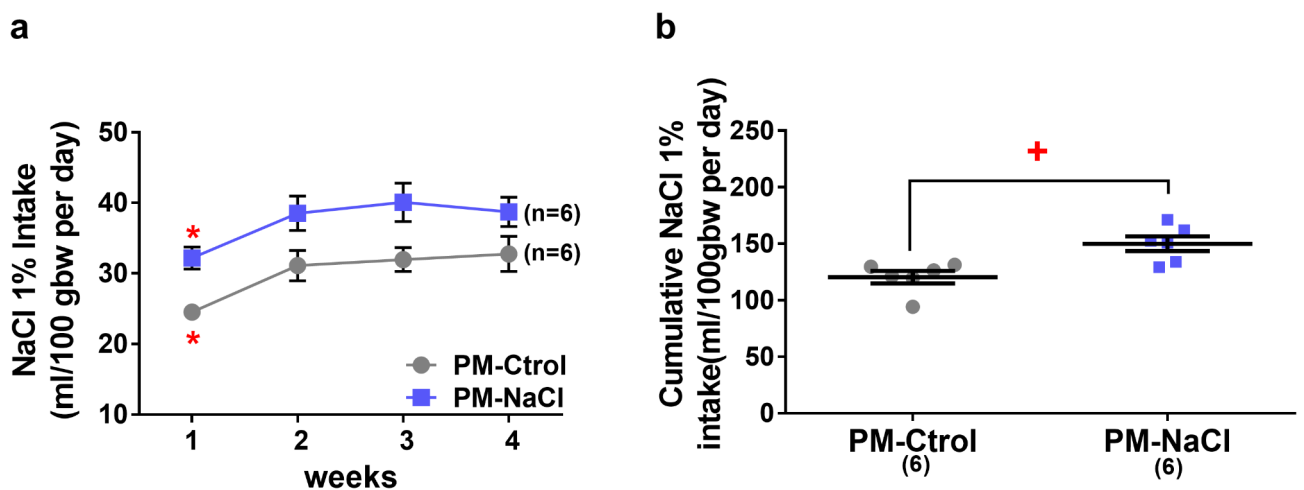 a
NaCl 1% Intake
(ml/100 gbw per day)
50
40
30
20
10
*
*
(n=6)
(n=6)
PM-Ctrol
PM-NaCl
1 2 3 4
weeks
b
Cumulative NaCl 1%
intake(ml/100gbw per day)
250
200
150
100
50
0
+
PM-Ctrol
(6)
PM-NaCl
(6)